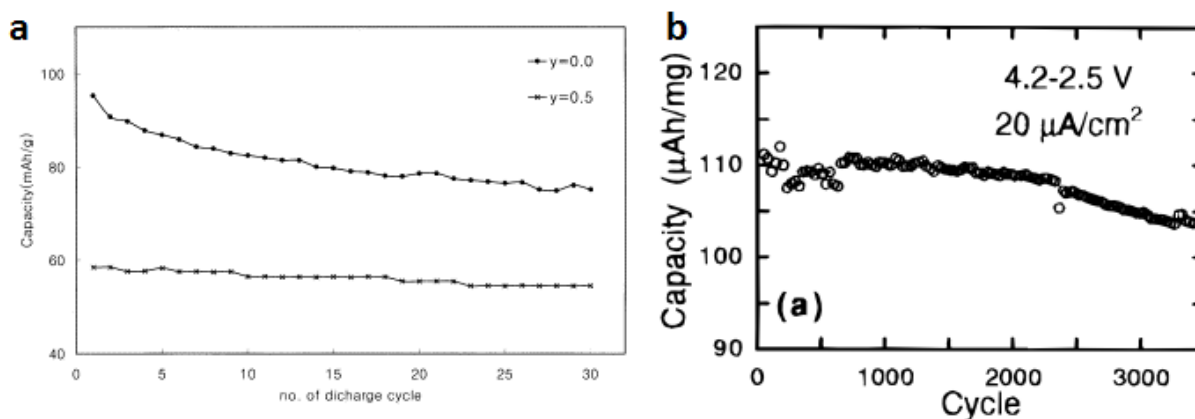 a
100
80
60
40
Capacity(mAh/g)
y=0.0
y=0.5
0 5 10 15 20 25 30
no. of dicharge cycle
b
120
110
100
90
Capacity (μAh/mg)
4.2-2.5 V
20 μA/cm²
(a)
0 1000 2000 3000
Cycle